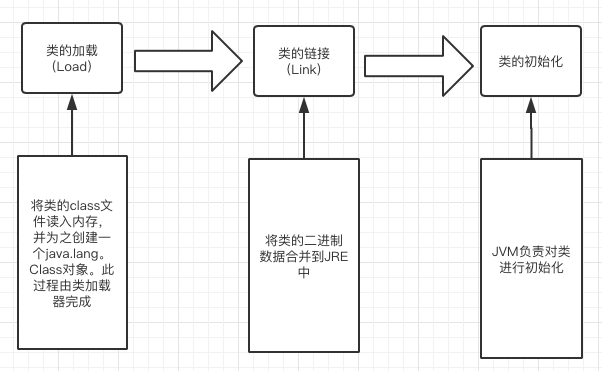 类的加载
（Load）
类的链接
（Link）
类的初始化
将类的class文
件读入内存，
并为之创建一
个java.lang。
Class对象。此
过程由类加载
器完成
将类的二进制
数据合并到JRE
中
JVM负责对类
进行初始化